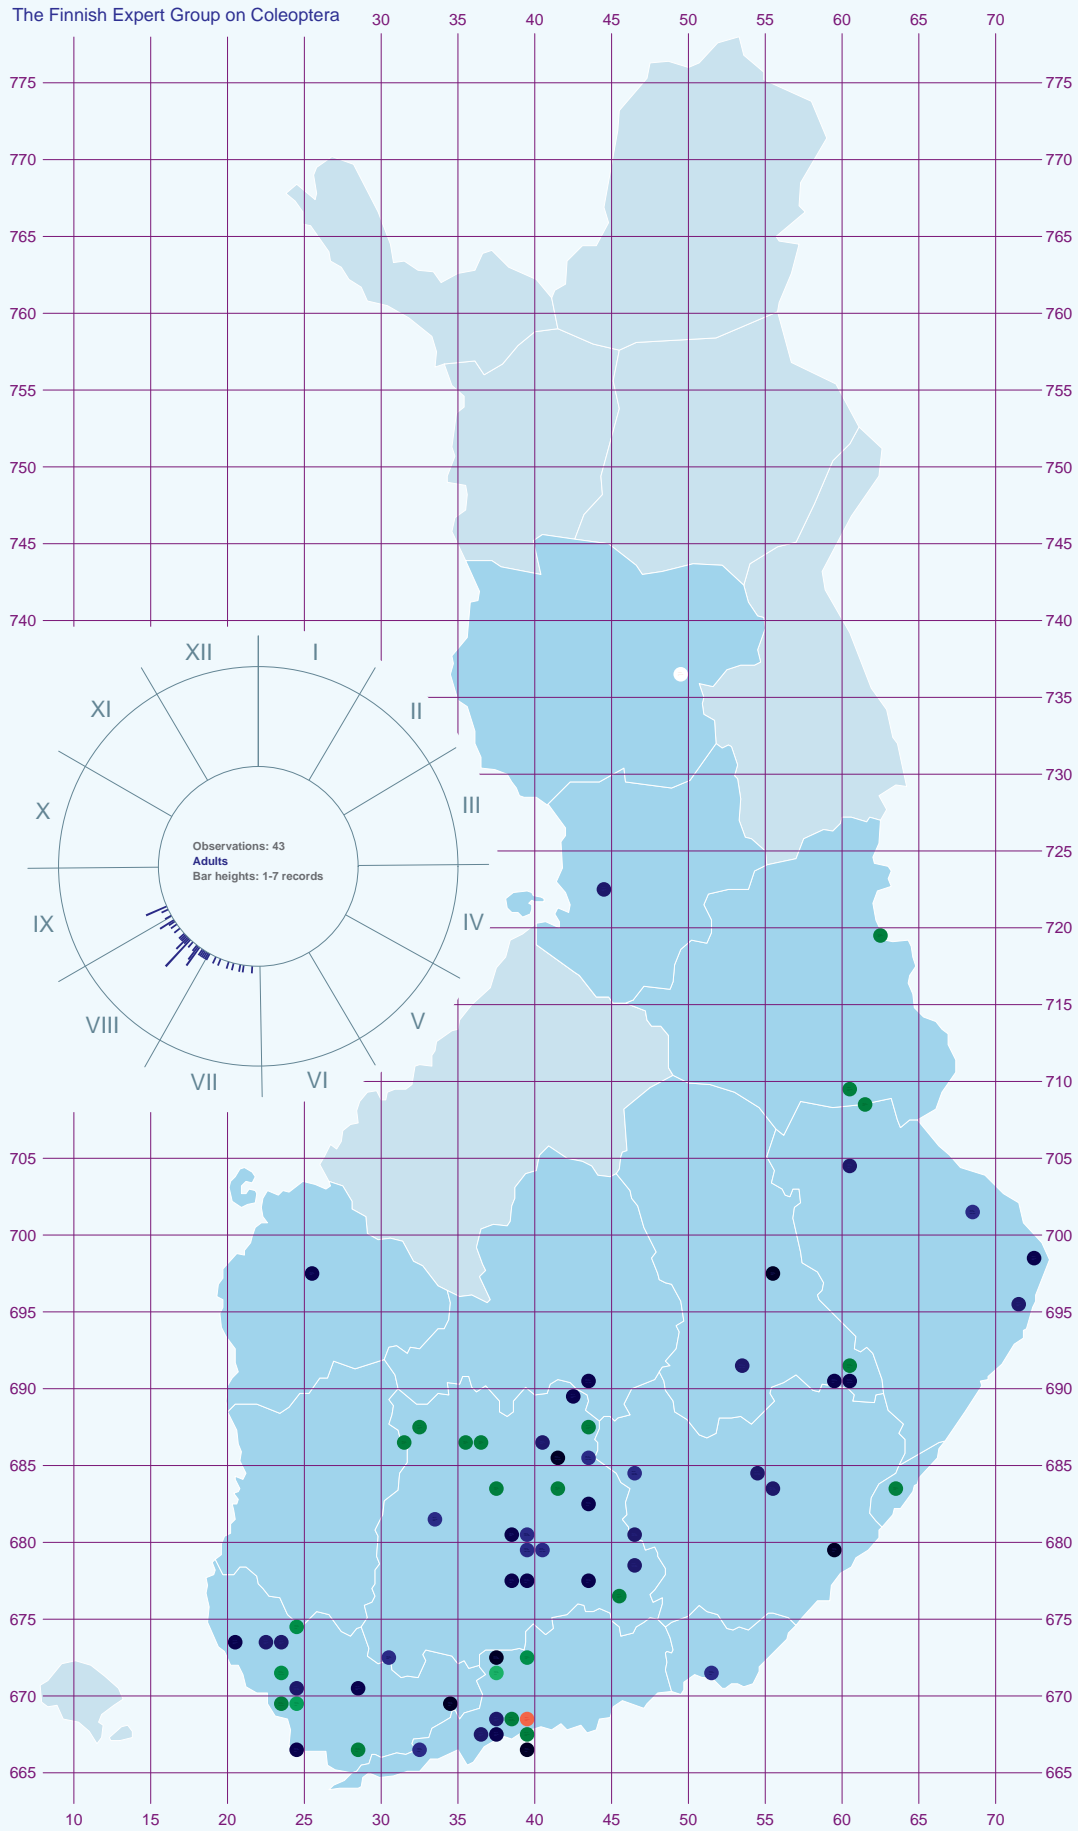 The Finnish Expert Group on Coleoptera
30 40 45 50 55 60 65 70
775 775
770 770
765 765
760 760
755 755
750 750
745 745
740 740
XII I
XI II
735
730
X III
Observations: 43
Adults
Bar heights: 1-7 records
725
IX IV
720
715
VIII V
VII VI
710
705 705
700 700
695 695
690 690
685 685
680 680
675 675
670 670
665 665
10 15 20 25 30 35 40 45 50 55 60 65 70